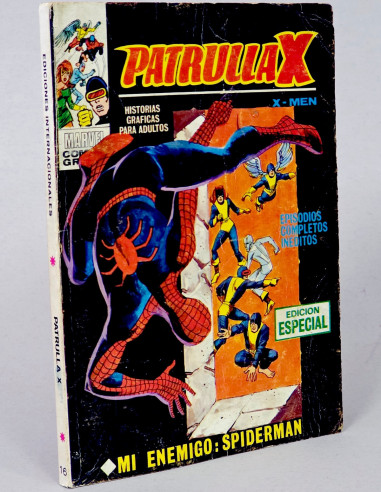 PATRULLA X
X-MEN
HISTORIAS
GRAFICAS
PARA ADULTOS
MARVEL
EPISODIOS
COMPLETOS
INEDITOS
EDICION
ESPECIAL
MI ENEMIGO: SPIDERMAN
EDICIONES INTERNACIONALES
PATRULLA X
16